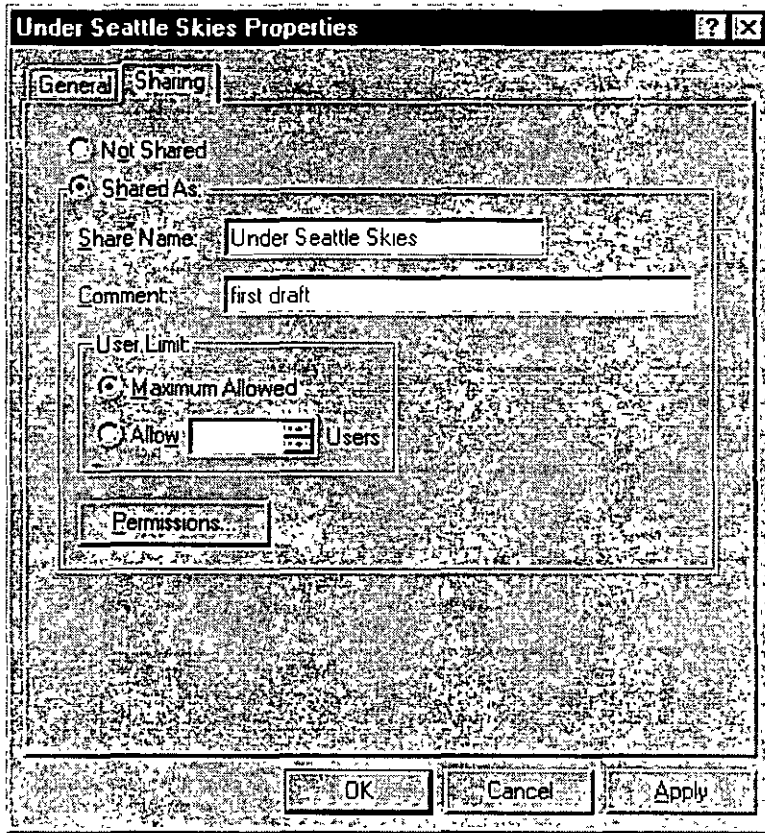 Under Seattle Skies Properties
General Sharing
Not Shared
Shared As:
Share Name: Under Seattle Skies
Comment: first draft
User Limit:
Maximum Allowed
Allow Users
Permissions...
OK Cancel Apply